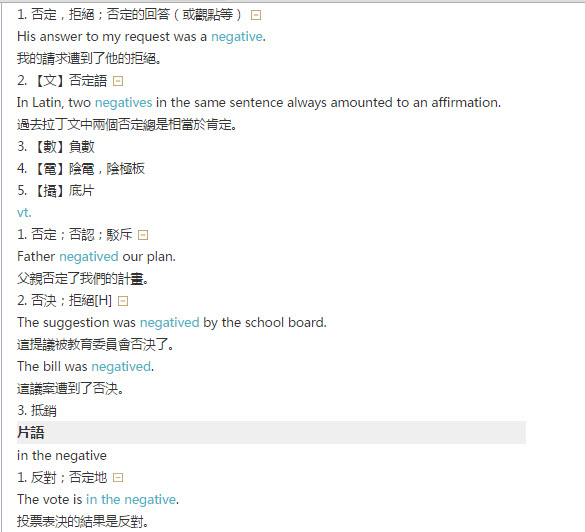 1. 否定，拒絕；否定的回答（或觀點等）
His answer to my request was a negative.
我的請求遭到了他的拒絕。
2. 【文】否定語
In Latin, two negatives in the same sentence always amounted to an affirmation.
過去拉丁文中兩個否定總是相當於肯定。
3. 【數】負數
4. 【電】陰電，陰極板
5. 【攝】底片
vt.
1. 否定；否認；駁斥
Father negatived our plan.
父親否定了我們的計畫。
2. 否決；拒絕[H]
The suggestion was negatived by the school board.
這提議被教育委員會否決了。
The bill was negatived.
這議案遭到了否決。
3. 抵銷
片語
in the negative
1. 反對；否定地
The vote is in the negative.
投票表決的結果是反對。